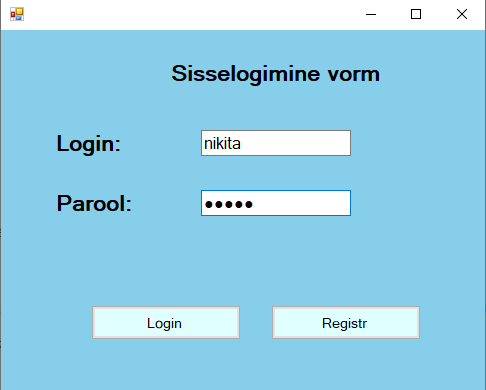 Sisselogimine vorm
Login: nikita
Parool: ●●●●●
Login Registr